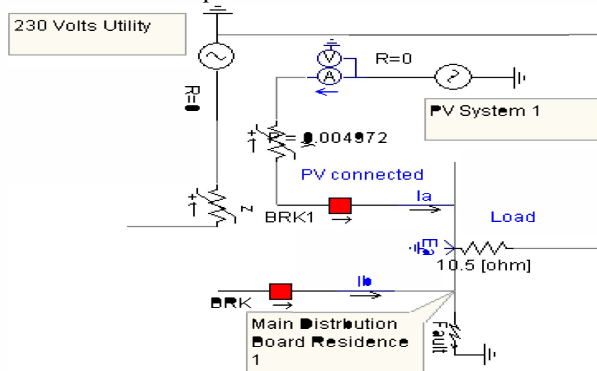 230 Volts Utility
V
A
R=0
R=0
PV System 1
0.004972
PV connected
Ia
BRK1
Load
z
Ea
10.5 [ohm]
Ib
BRK
Main Distribution
Board Residence
1
Fault